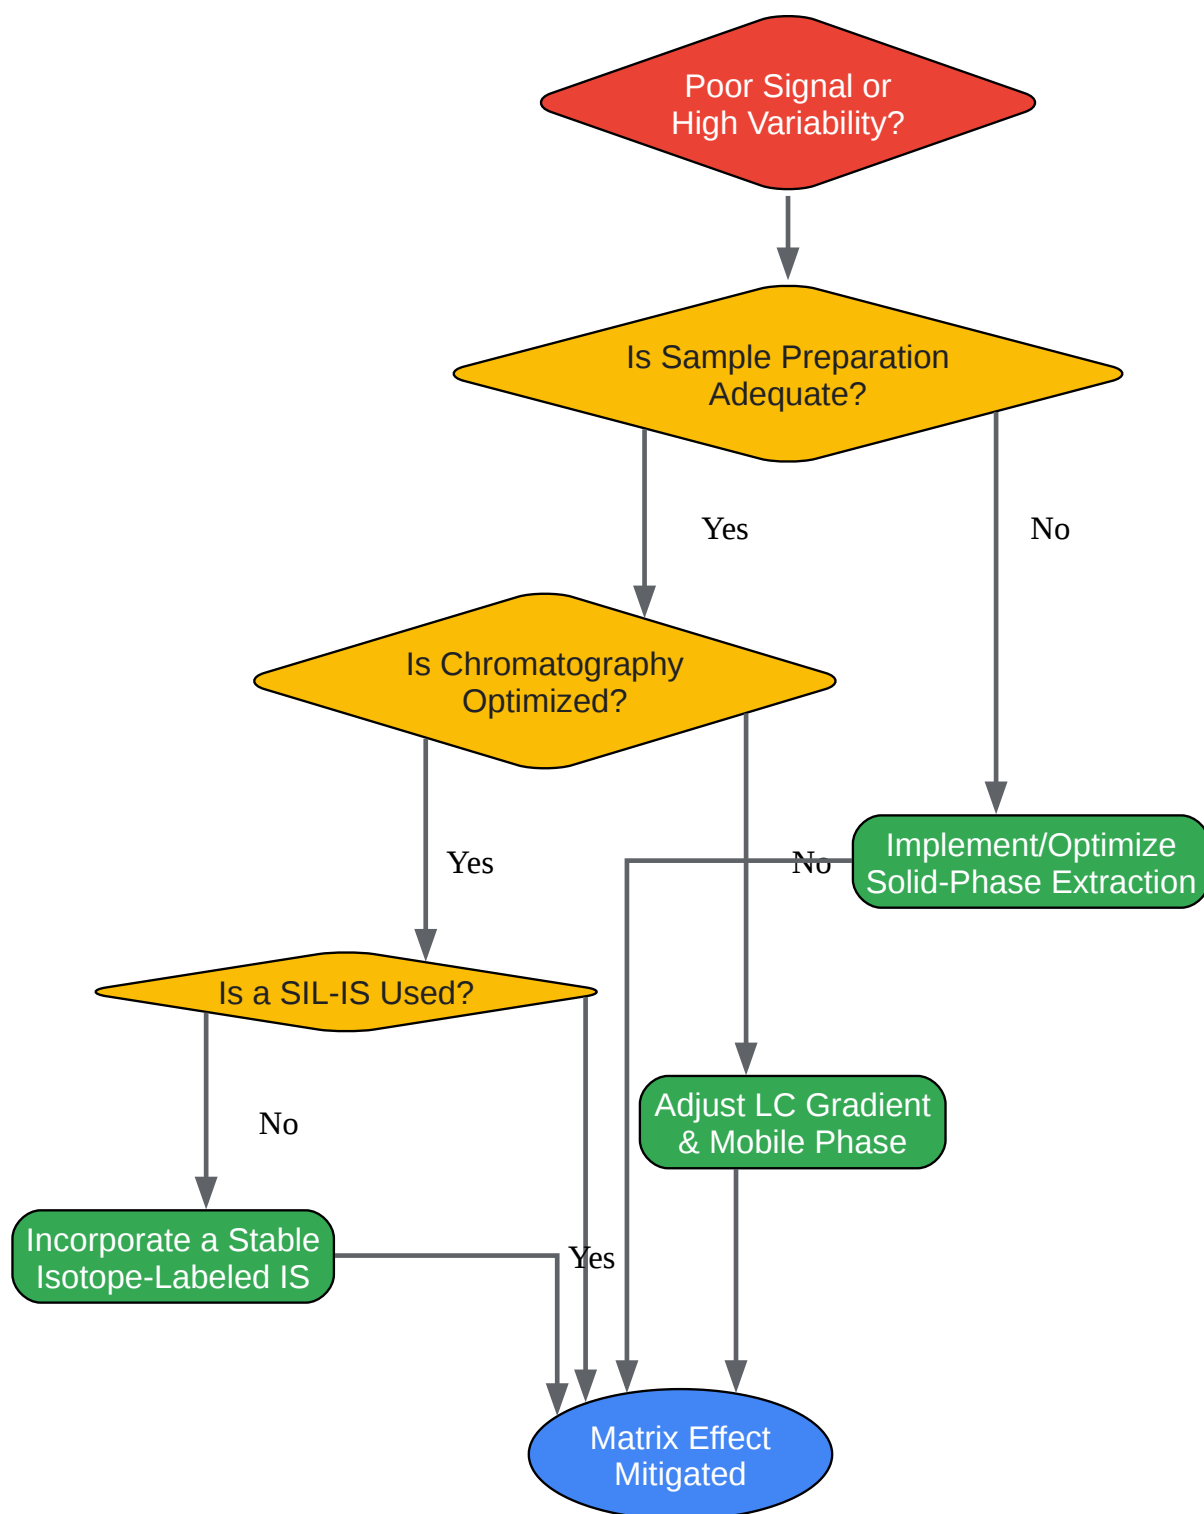 Poor Signal or
High Variability?
Is Sample Preparation
Adequate?
Yes
No
Is Chromatography
Optimized?
Yes
No
Implement/Optimize
Solid-Phase Extraction
Is a SIL-IS Used?
Adjust LC Gradient
& Mobile Phase
No
Incorporate a Stable
Isotope-Labeled IS
Yes
Matrix Effect
Mitigated